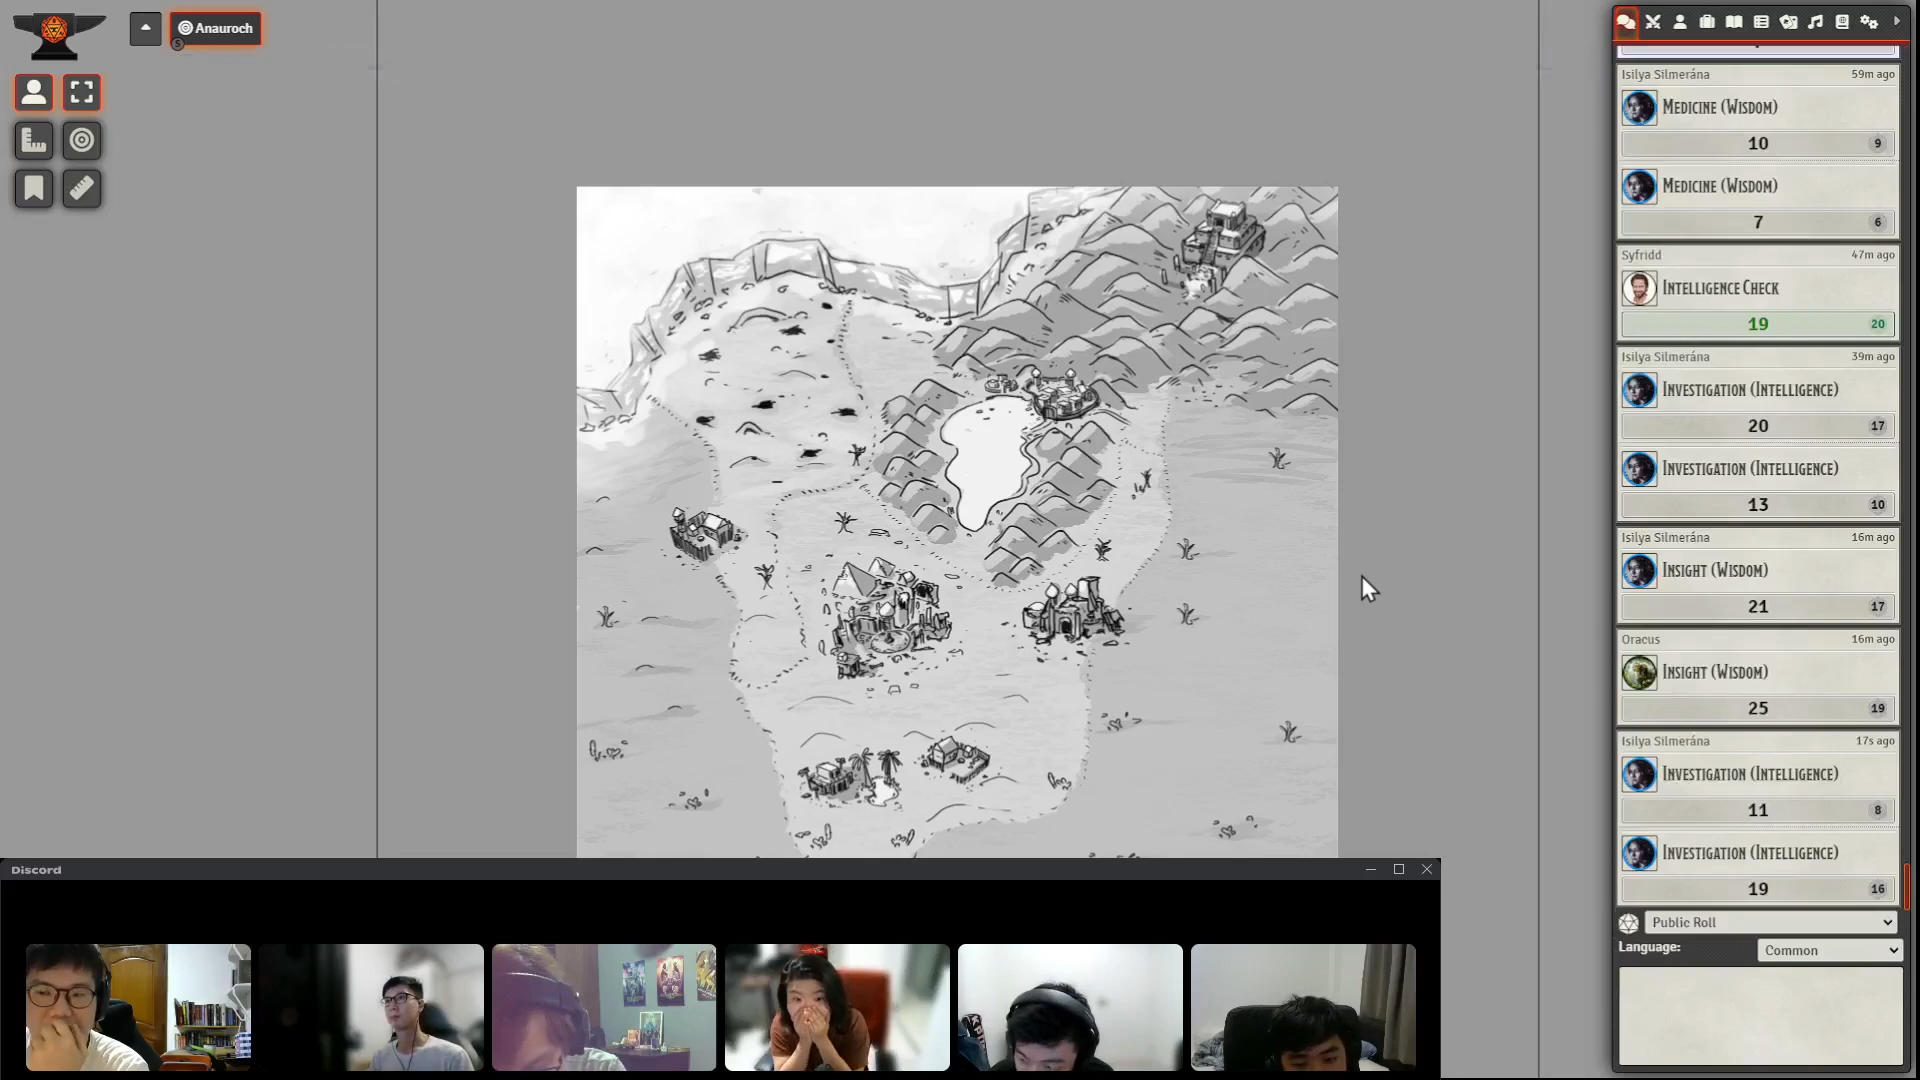 Anauroch
S
Isilya Silmerána 59m ago
Medicine (Wisdom)
10 9
Medicine (Wisdom)
7 6
Syfridd 47m ago
Intelligence Check
19 20
Isilya Silmerána 39m ago
Investigation (Intelligence)
20 17
Investigation (Intelligence)
13 10
Isilya Silmerána 16m ago
Insight (Wisdom)
21 17
Oracus 16m ago
Insight (Wisdom)
25 19
Isilya Silmerána 17s ago
Investigation (Intelligence)
11 8
Investigation (Intelligence)
19 16
Public Roll
Language: Common
Discord